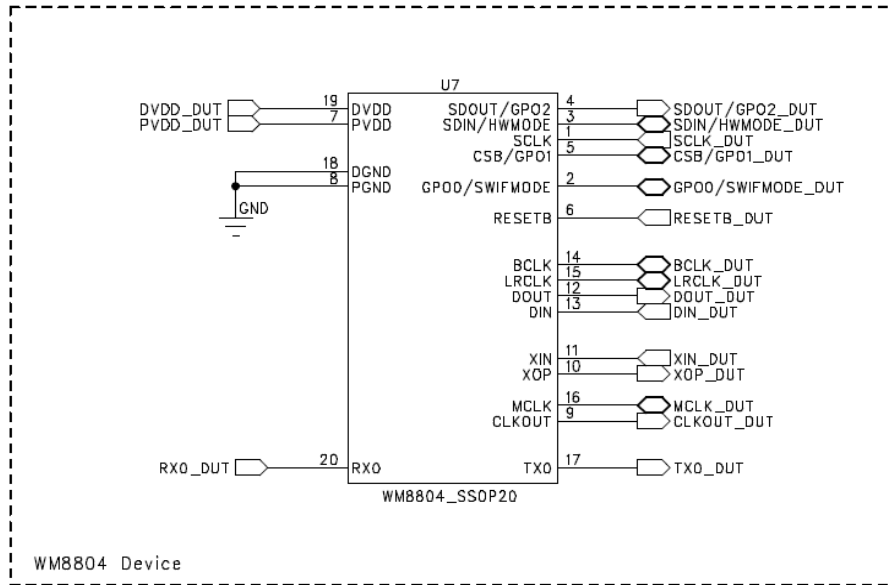 U7
DVDD_DUT 19 DVDD SDOUT/GPO2 4 SDOUT/GPO2_DUT
PVDD_DUT 7 PVDD SDIN/HWMODE 3 SDIN/HWMODE_DUT
SCLK 1 SCLK_DUT
CSB/GPO1 5 CSB/GPO1_DUT
18 DGND
8 PGND GPO0/SWIFMODE 2 GPO0/SWIFMODE_DUT
GND
RESETB 6 RESETB_DUT
BCLK 14 BCLK_DUT
LRCLK 15 LRCLK_DUT
DOUT 12 DOUT_DUT
DIN 13 DIN_DUT
XIN 11 XIN_DUT
XOP 10 XOP_DUT
MCLK 16 MCLK_DUT
CLKOUT 9 CLKOUT_DUT
RX0_DUT 20 RX0 TX0 17 TX0_DUT
WM8804_SSOP20
WM8804 Device